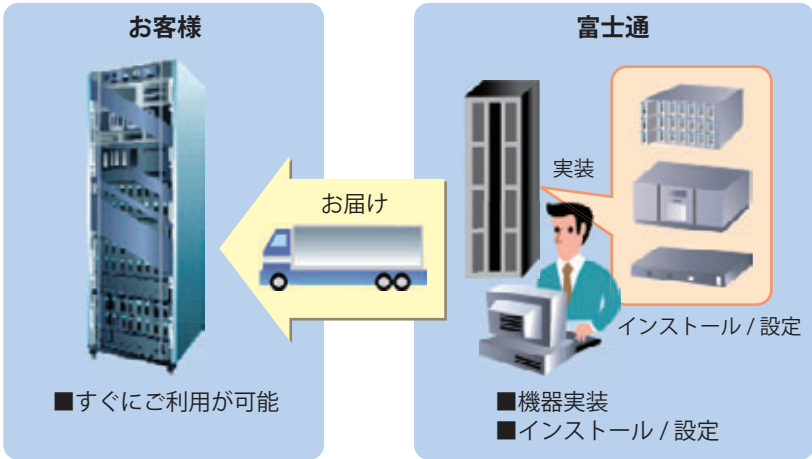 お客様
富士通
実装
お届け
インストール / 設定
■すぐにご利用が可能
■機器実装
■インストール / 設定